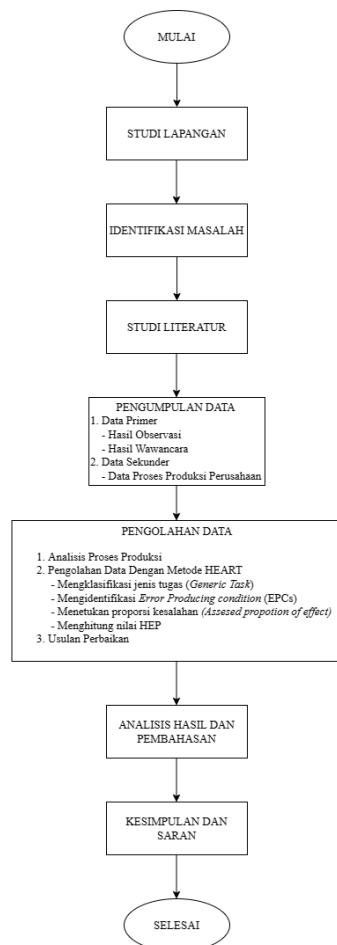 MULAI
STUDI LAPANGAN
IDENTIFIKASI MASALAH
STUDI LITERATUR
PENGUMPULAN DATA
1. Data Primer
- Hasil Observasi
- Hasil Wawancara
2. Data Sekunder
- Data Proses Produksi Perusahaan
PENGOLAHAN DATA
1. Analisis Proses Produksi
2. Pengolahan Data Dengan Metode HEART
- Mengklasifikasi jenis tugas (Generic Task)
- Mengidentifikasi Error Producing condition (EPCs)
- Menetukan proporsi kesalahan (Assesed propotion of effect)
- Menghitung nilai HEP
3. Usulan Perbaikan
ANALISIS HASIL DAN
PEMBAHASAN
KESIMPULAN DAN
SARAN
SELESAI